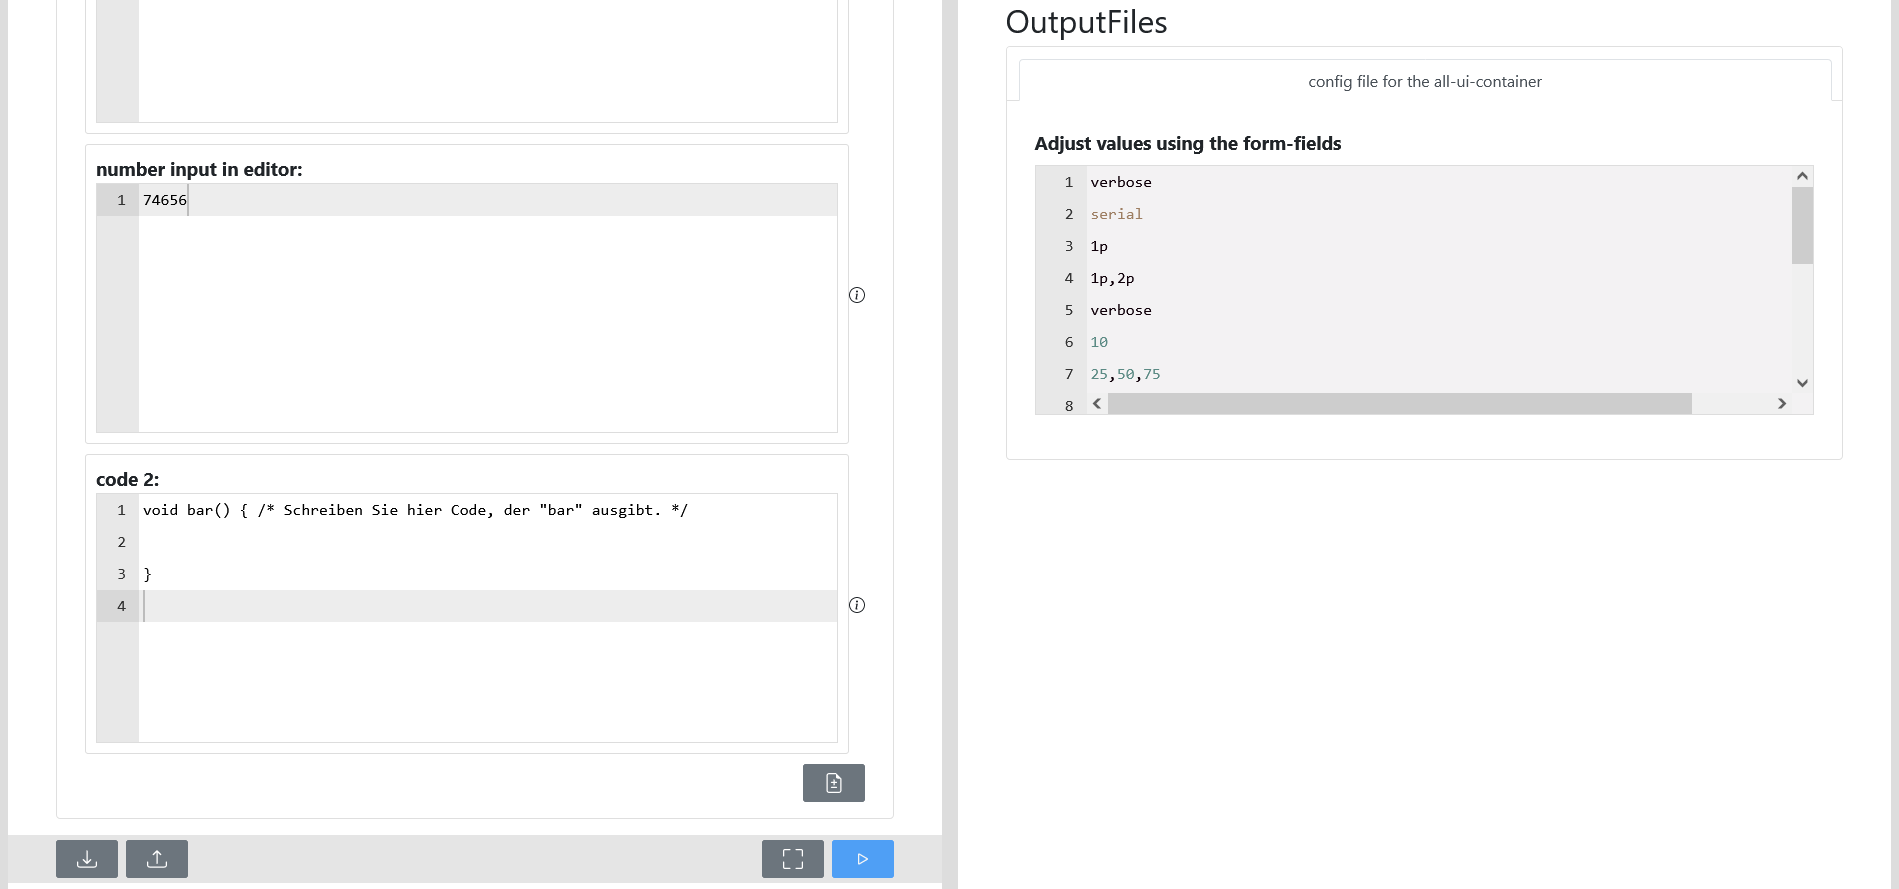 number input in editor:
1 74656
code 2:
1 void bar() { /* Schreiben Sie hier Code, der "bar" ausgibt. */
2
3 }
4
OutputFiles
config file for the all-ui-container
Adjust values using the form-fields
1 verbose
2 serial
3 1p
4 1p,2p
5 verbose
6 10
7 25,50,75
8